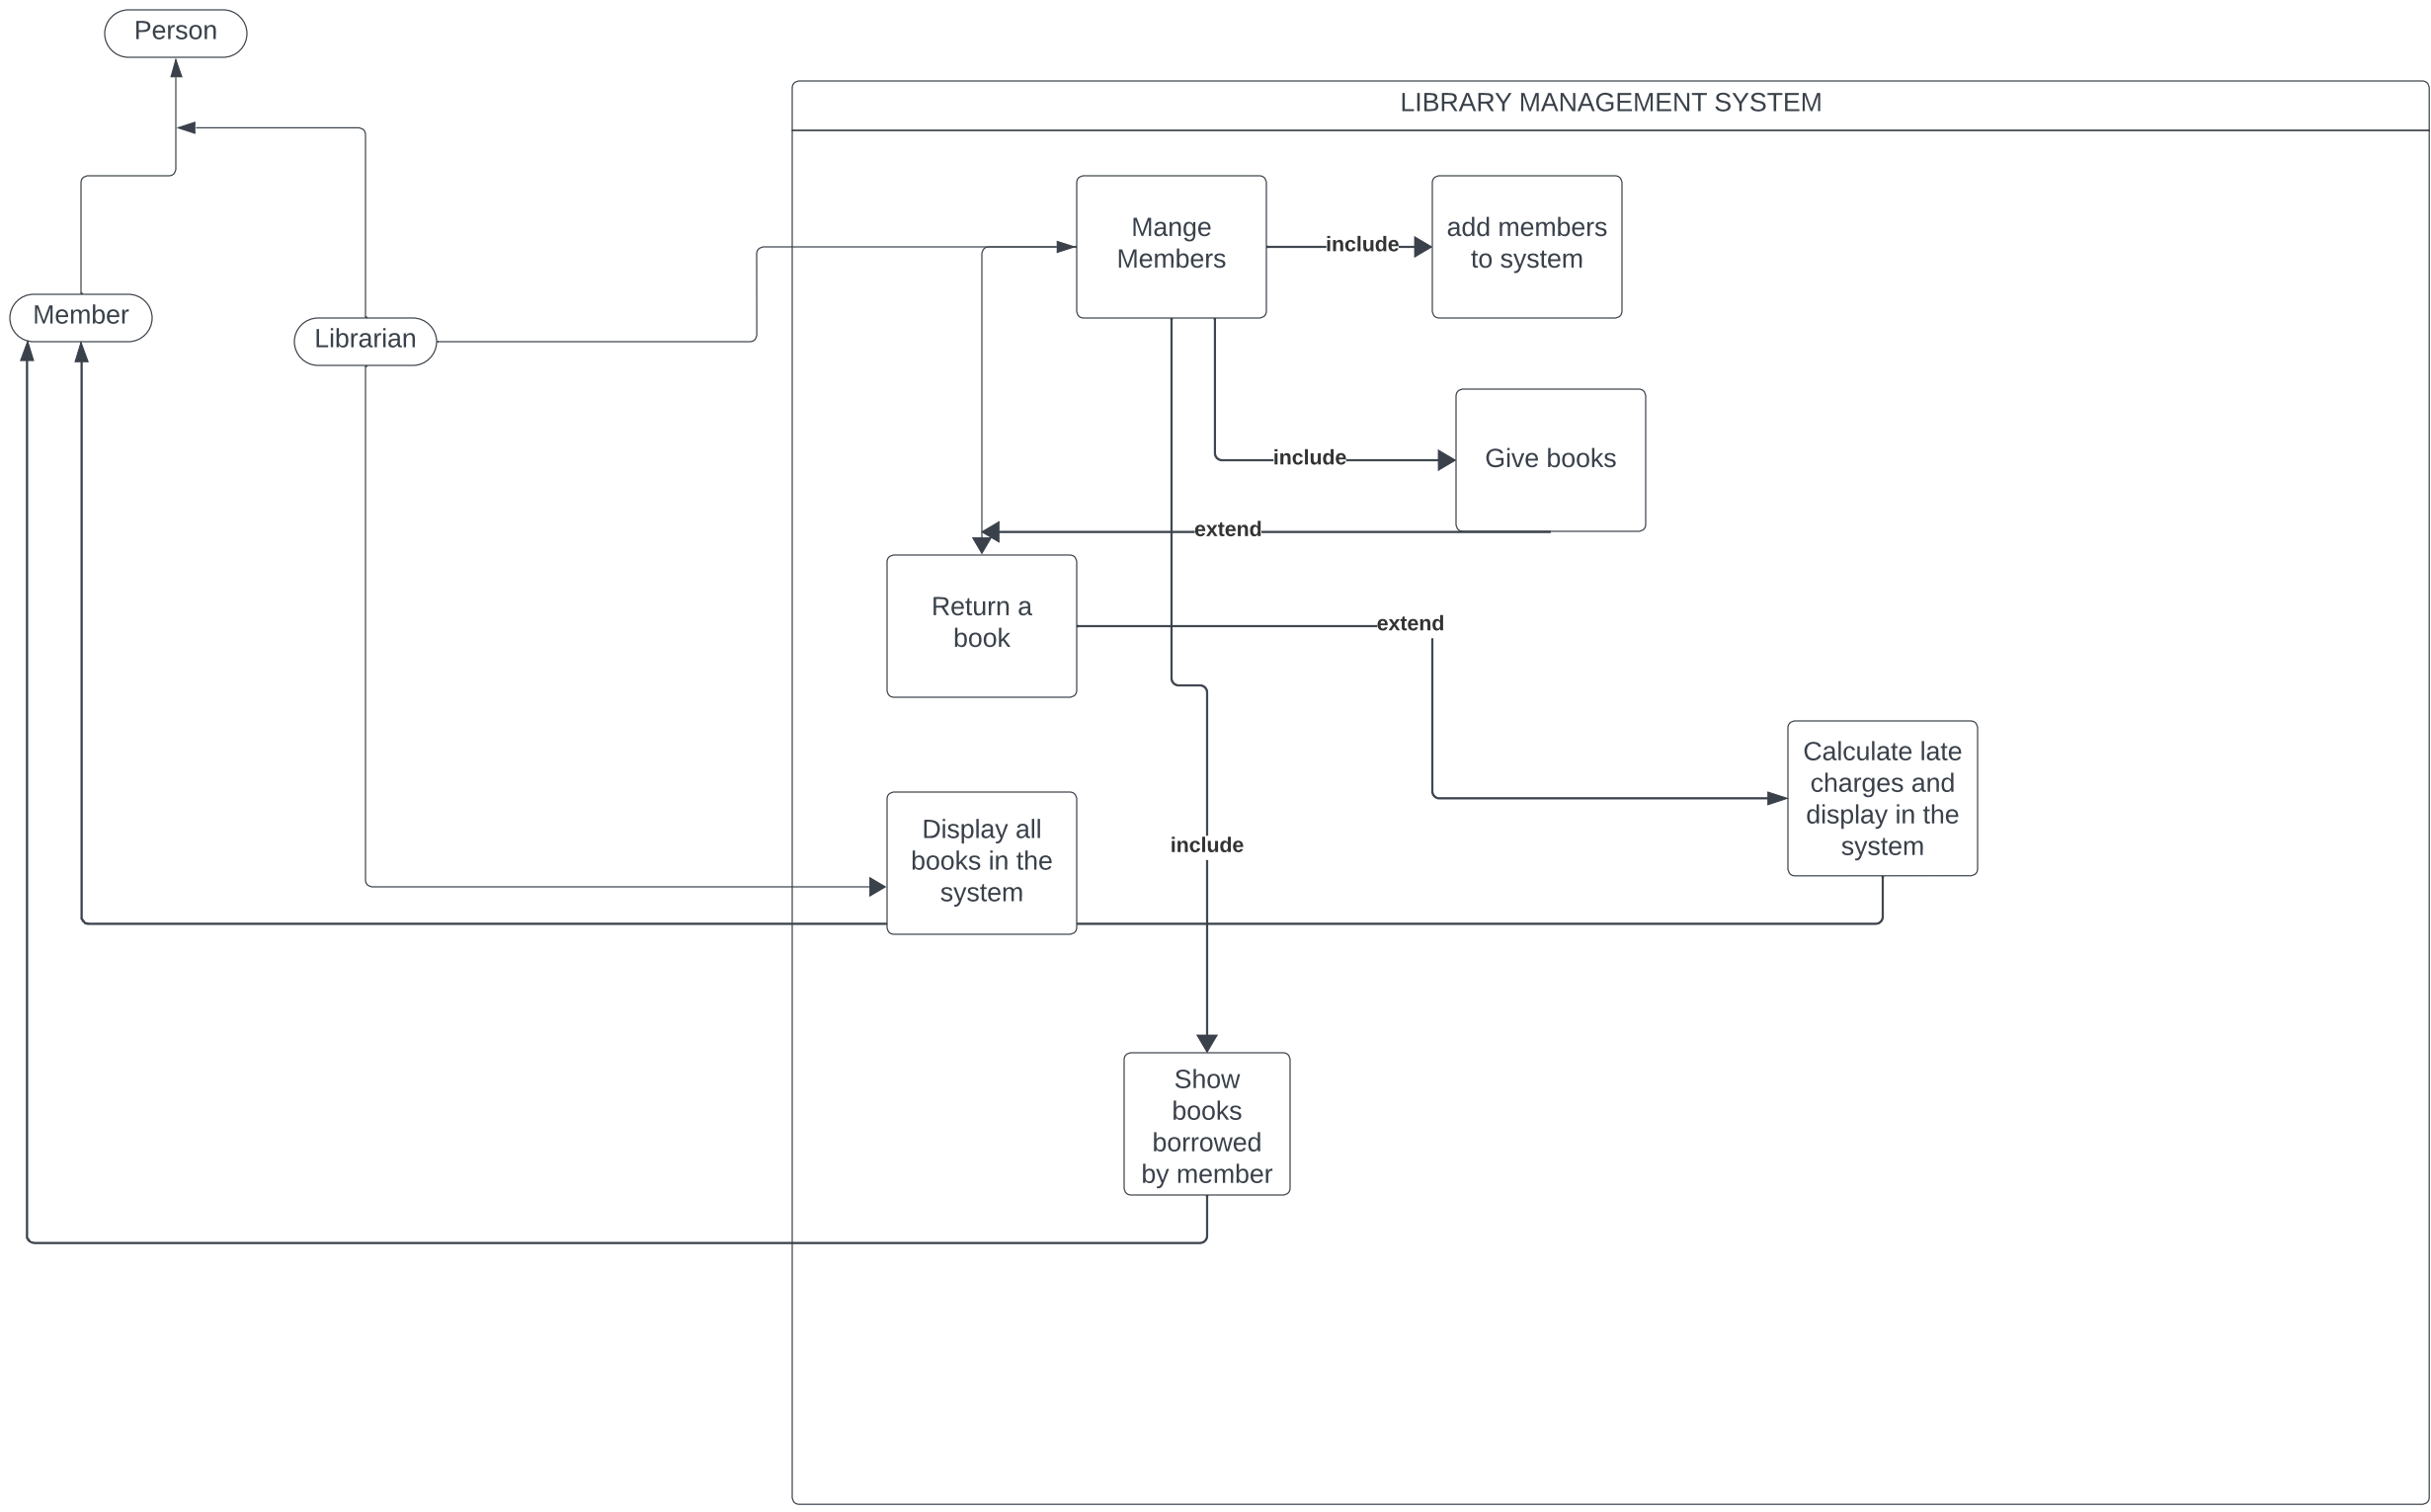 Person
LIBRARY MANAGEMENT SYSTEM
Mange
Members
include
add members
to system
Member
Librarian
include
Give books
extend
Return a
book
extend
Calculate late
charges and
display in the
system
Display all
books in the
system
include
Show
books
borrowed
by member